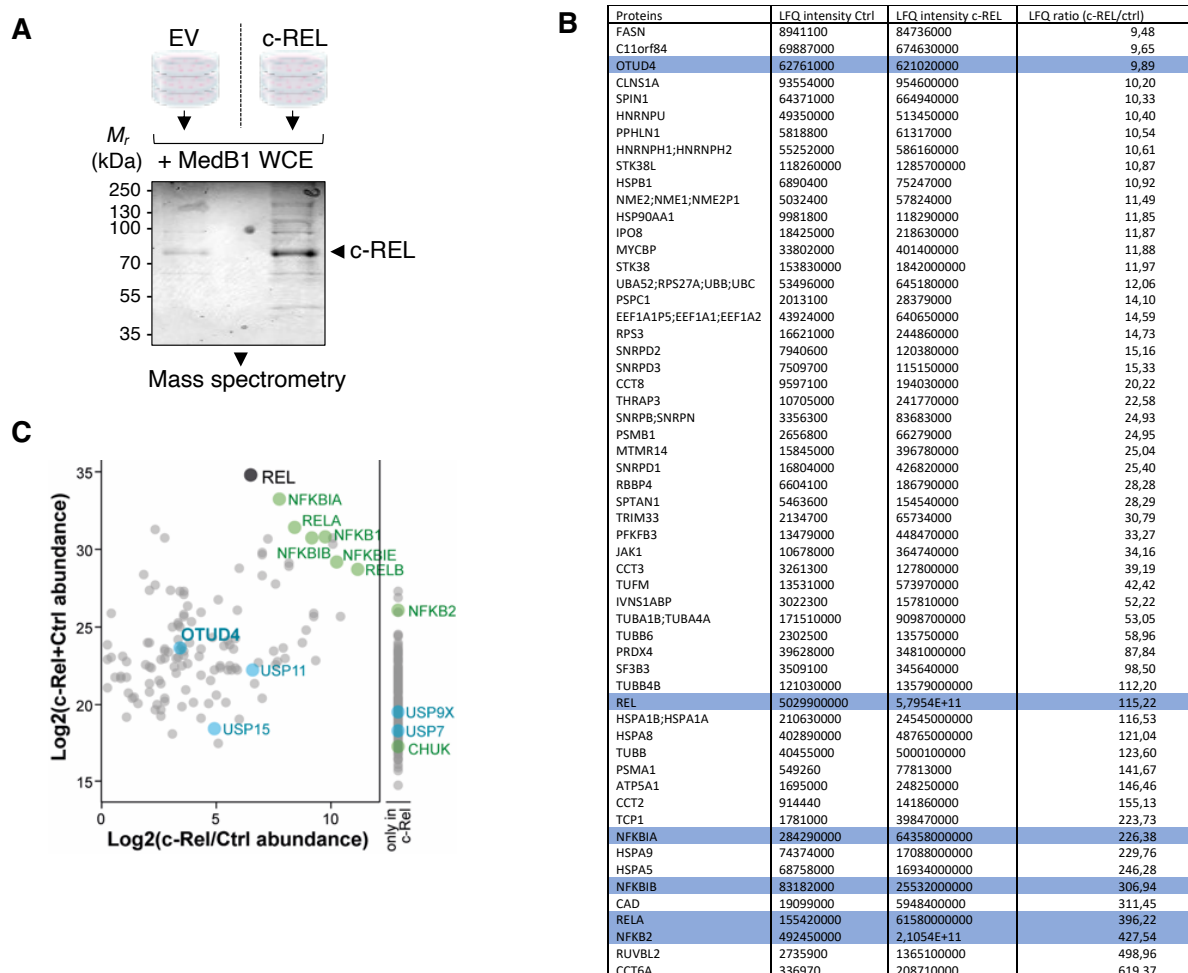 A
EV
c-REL
Mr
(kDa)
+ MedB1 WCE
250
130
100
70
55
35
c-REL
Mass spectrometry
B
Proteins LFQ intensity Ctrl LFQ intensity c-REL LFQ ratio (c-REL/ctrl)
FASN 8941100 84736000 9,48
C11orf84 69887000 674630000 9,65
OTUD4 62761000 621020000 9,89
CLNS1A 93554000 954600000 10,20
SPIN1 64371000 664940000 10,33
HNRNPU 49350000 513450000 10,40
PPHLN1 5818800 61317000 10,54
HNRNPH1;HNRNPH2 55252000 586160000 10,61
STK38L 118260000 1285700000 10,87
HSPB1 6890400 75247000 10,92
NME2;NME1;NME2P1 5032400 57824000 11,49
HSP90AA1 9981800 118290000 11,85
IPO8 18425000 218630000 11,87
MYCBP 33802000 401400000 11,88
STK38 153830000 1842000000 11,97
UBA52;RPS27A;UBB;UBC 53496000 645180000 12,06
PSPC1 2013100 28379000 14,10
EEF1A1P5;EEF1A1;EEF1A2 43924000 640650000 14,59
RPS3 16621000 244860000 14,73
SNRPD2 7940600 120380000 15,16
SNRPD3 7509700 115150000 15,33
CCT8 9597100 194030000 20,22
THRAP3 10705000 241770000 22,58
SNRPB;SNRPN 3356300 83683000 24,93
PSMB1 2656800 66279000 24,95
MTMR14 15845000 396780000 25,04
SNRPD1 16804000 426820000 25,40
RBBP4 6604100 186790000 28,28
SPTAN1 5463600 154540000 28,29
TRIM33 2134700 65734000 30,79
PFKFB3 13479000 448470000 33,27
JAK1 10678000 364740000 34,16
CCT3 3261300 127800000 39,19
TUFM 13531000 573970000 42,42
IVNS1ABP 3022300 157810000 52,22
TUBA1B;TUBA4A 171510000 9098700000 53,05
TUBB6 2302500 135750000 58,96
PRDX4 39628000 3481000000 87,84
SF3B3 3509100 345640000 98,50
TUBB4B 121030000 13579000000 112,20
REL 5029900000 5,7954E+11 115,22
HSPA1B;HSPA1A 210630000 24545000000 116,53
HSPA8 402890000 48765000000 121,04
TUBB 40455000 5000100000 123,60
PSMA1 549260 77813000 141,67
ATP5A1 1695000 248250000 146,46
CCT2 914440 141860000 155,13
TCP1 1781000 398470000 223,73
NFKBIA 284290000 64358000000 226,38
HSPA9 74374000 17088000000 229,76
HSPA5 68758000 16934000000 246,28
NFKBIB 83182000 25532000000 306,94
CAD 19099000 5948400000 311,45
RELA 155420000 61580000000 396,22
NFKB2 492450000 2,1054E+11 427,54
RUVBL2 2735900 1365100000 498,96
CCT6A 336970 208710000 619,37
C
Log2(c-Rel+Ctrl abundance)
35
30
25
20
15
REL
NFKBIA
RELA
NFKB1
NFKBIB
NFKBIE
RELB
NFKB2
OTUD4
USP11
USP15
USP9X
USP7
CHUK
0 5 10
only in
c-Rel
Log2(c-Rel/Ctrl abundance)